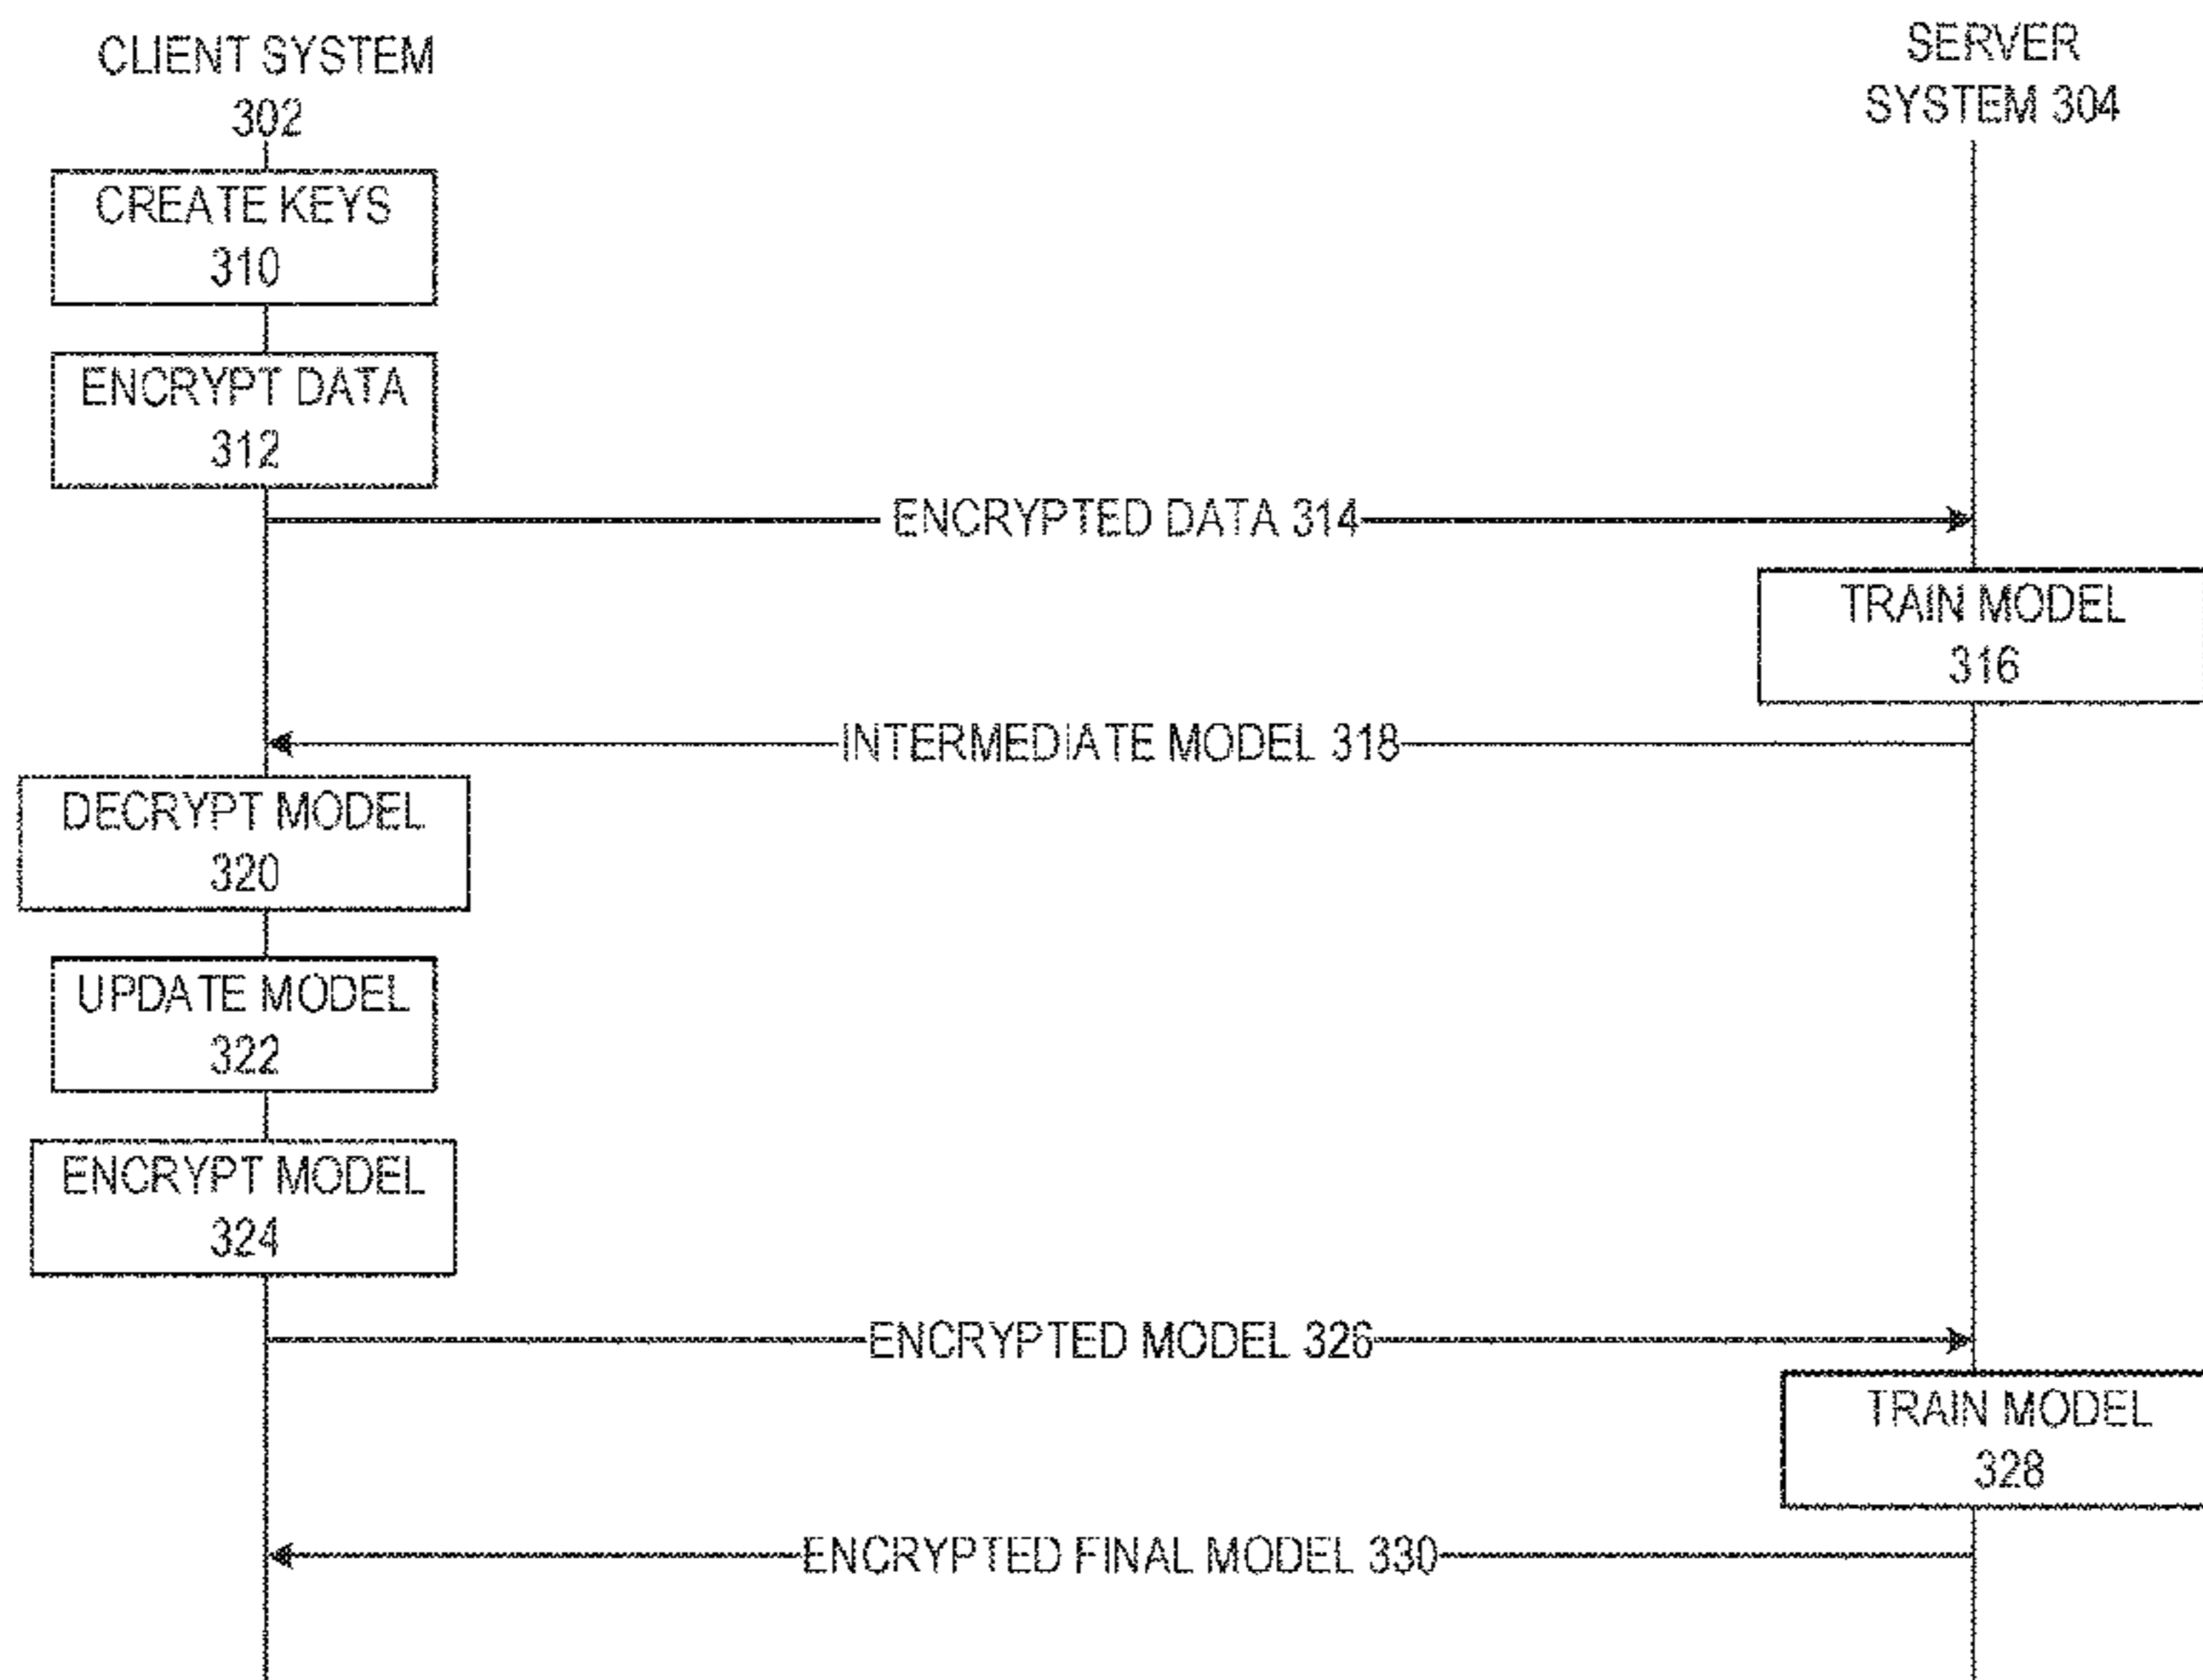 CLIENT SYSTEM
302
SERVER
SYSTEM 304
CREATE KEYS
310
ENCRYPT DATA
312
ENCRYPTED DATA 314
TRAIN MODEL
316
INTERMEDIATE MODEL 318
DECRYPT MODEL
320
UPDATE MODEL
322
ENCRYPT MODEL
324
ENCRYPTED MODEL 326
TRAIN MODEL
328
ENCRYPTED FINAL MODEL 330